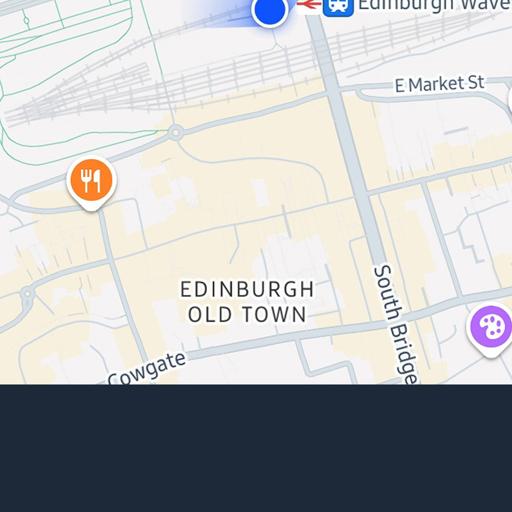 Edinburgh Wave
E Market St
EDINBURGH
OLD TOWN
South Bridge
Cowgate